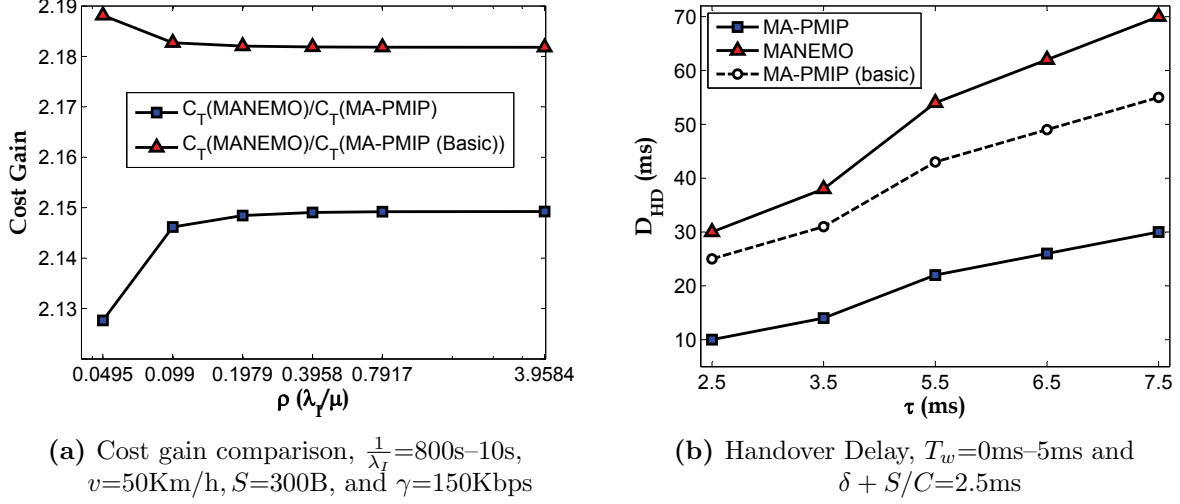 2.19
2.18
2.17
2.16
2.15
2.14
2.13
Cost Gain
C_T(MANEMO)/C_T(MA-PMIP)
C_T(MANEMO)/C_T(MA-PMIP (Basic))
0.0495 0.099 0.1979 0.3958 0.7917 3.9584
ρ (λ_I/μ)
(a) Cost gain comparison, 1/λ_I=800s–10s,
v=50Km/h, S=300B, and γ=150Kbps
70
60
50
40
30
20
10
D_HD (ms)
MA-PMIP
MANEMO
MA-PMIP (basic)
2.5 3.5 5.5 6.5 7.5
τ (ms)
(b) Handover Delay, T_w=0ms–5ms and
δ + S/C=2.5ms